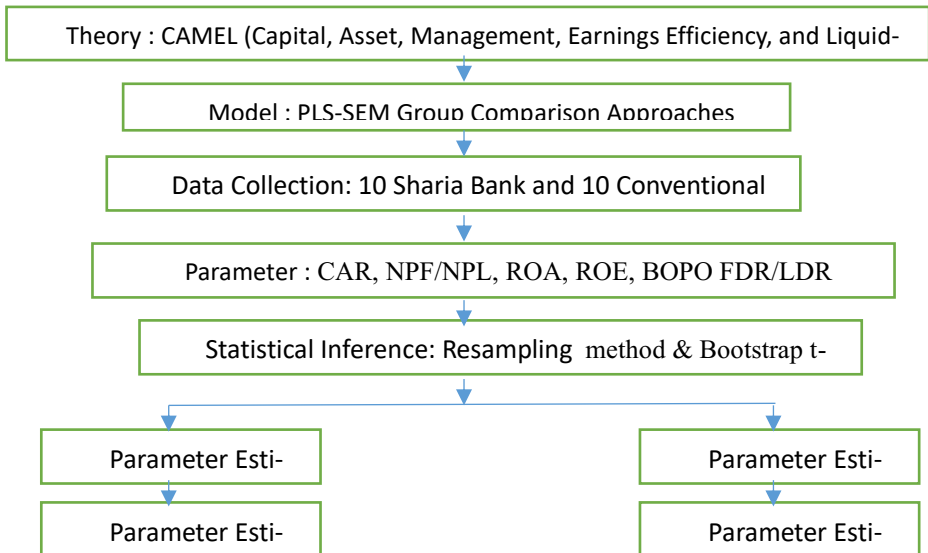 Theory : CAMEL (Capital, Asset, Management, Earnings Efficiency, and Liquid-
Model : PLS-SEM Group Comparison Approaches
Data Collection: 10 Sharia Bank and 10 Conventional
Parameter : CAR, NPF/NPL, ROA, ROE, BOPO FDR/LDR
Statistical Inference: Resampling method & Bootstrap t-
Parameter Esti-
Parameter Esti-
Parameter Esti-
Parameter Esti-